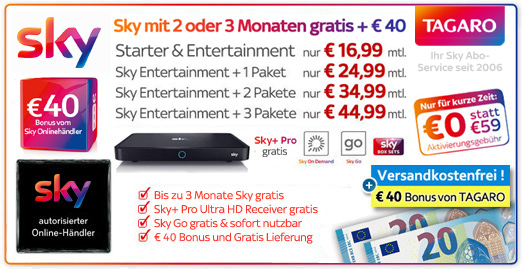 sky
Sky mit 2 oder 3 Monaten gratis + € 40
TAGARO
Ihr Sky Abo-
Service seit 2006
Starter & Entertainment nur € 16,99 mtl.
Sky Entertainment + 1 Paket nur € 24,99 mtl.
Sky Entertainment + 2 Pakete nur € 34,99 mtl.
Sky Entertainment + 3 Pakete nur € 44,99 mtl.
€40
Bonus vom
Sky Onlinehändler
Nur für kurze Zeit:
€0 statt €59
Aktivierungsgebühr
sky
autorisierter
Online-Händler
sky
Sky+ Pro
gratis
Sky On Demand
go
Sky Go
sky
BOX SETS
Bis zu 3 Monate Sky gratis
Sky+ Pro Ultra HD Receiver gratis
Sky Go gratis & sofort nutzbar
€ 40 Bonus und Gratis Lieferung
Versandkostenfrei !
+ € 40 Bonus von TAGARO
20
20